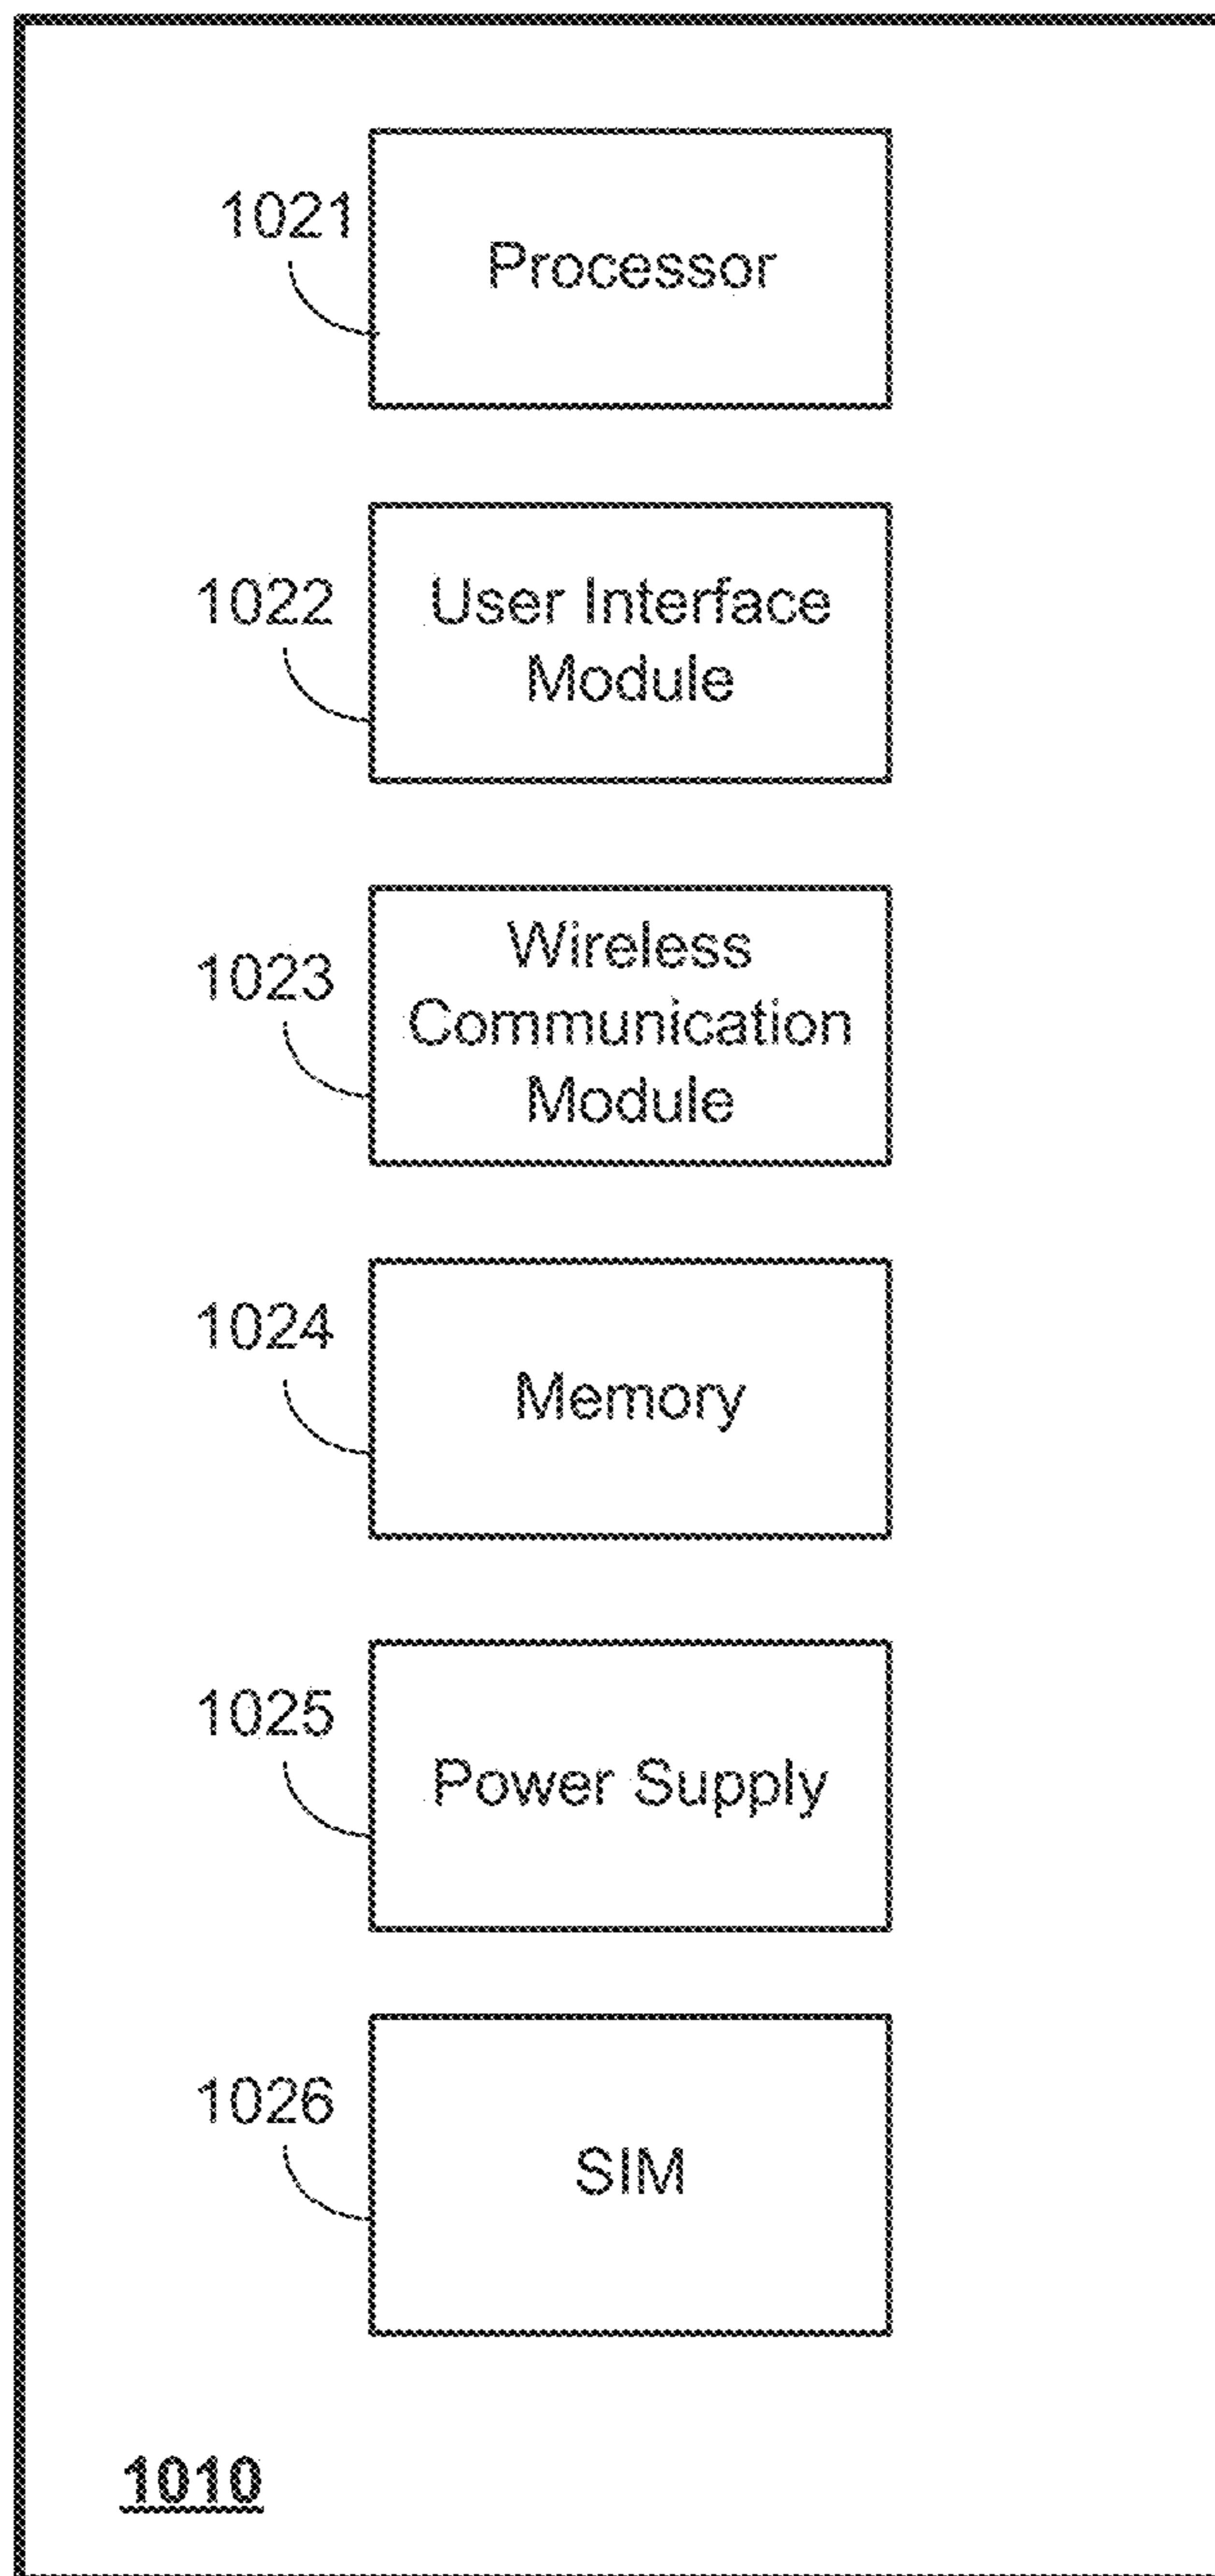 1021
Processor
1022
User Interface
Module
1023
Wireless
Communication
Module
1024
Memory
1025
Power Supply
1026
SIM
1010